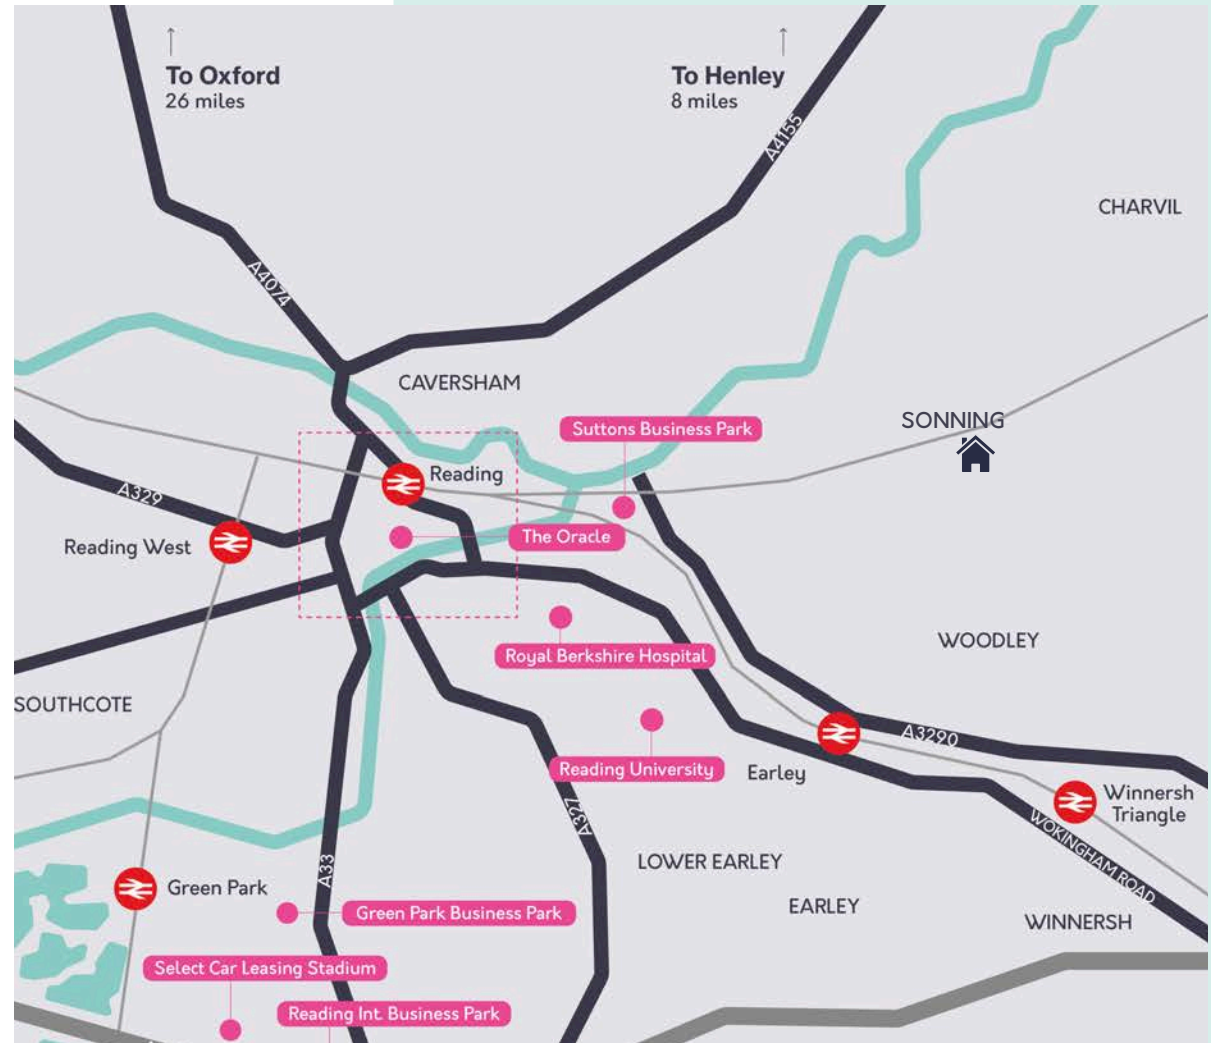 To Oxford
26 miles
To Henley
8 miles
A4155
CHARVIL
A4074
CAVERSHAM
SONNING
Suttons Business Park
Reading
A329
The Oracle
Reading West
WOODLEY
Royal Berkshire Hospital
SOUTHCOTE
A3290
Reading University
Earley
Winnersh
Triangle
A327
WOKINGHAM ROAD
LOWER EARLEY
A33
Green Park
EARLEY
Green Park Business Park
WINNERSH
Select Car Leasing Stadium
Reading Int. Business Park